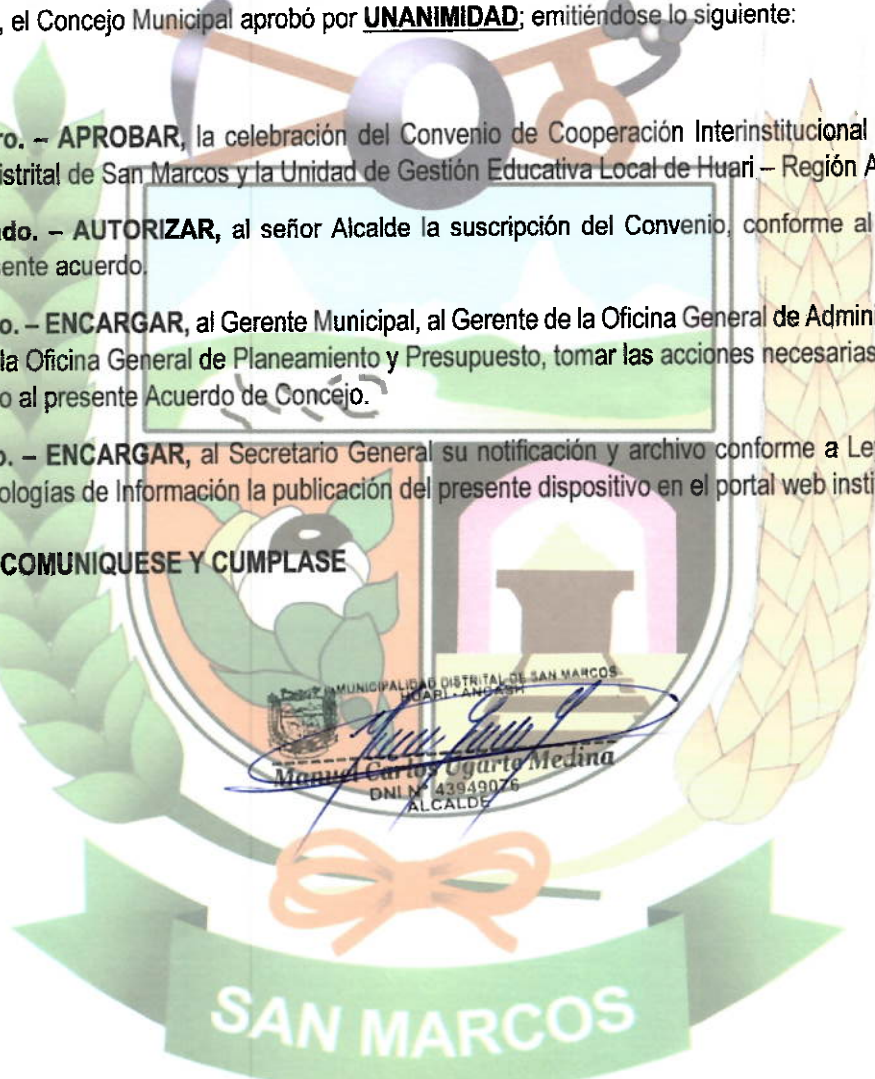 , el Concejo Municipal aprobó por UNANIMIDAD; emitiéndose lo siguiente:
ro. – APROBAR, la celebración del Convenio de Cooperación Interinstitucional
istrital de San Marcos y la Unidad de Gestión Educativa Local de Huari – Región A
do. – AUTORIZAR, al señor Alcalde la suscripción del Convenio, conforme al
sente acuerdo.
o. – ENCARGAR, al Gerente Municipal, al Gerente de la Oficina General de Admini
la Oficina General de Planeamiento y Presupuesto, tomar las acciones necesarias
o al presente Acuerdo de Concejo.
o. – ENCARGAR, al Secretario General su notificación y archivo conforme a Le
ologías de Información la publicación del presente dispositivo en el portal web insti
COMUNIQUESE Y CUMPLASE
MUNICIPALIDAD DISTRITAL DE SAN MARCOS
HUARI - ANCASH
Manuel Carlos Ugarte Medina
DNI N° 43949076
ALCALDE
SAN MARCOS